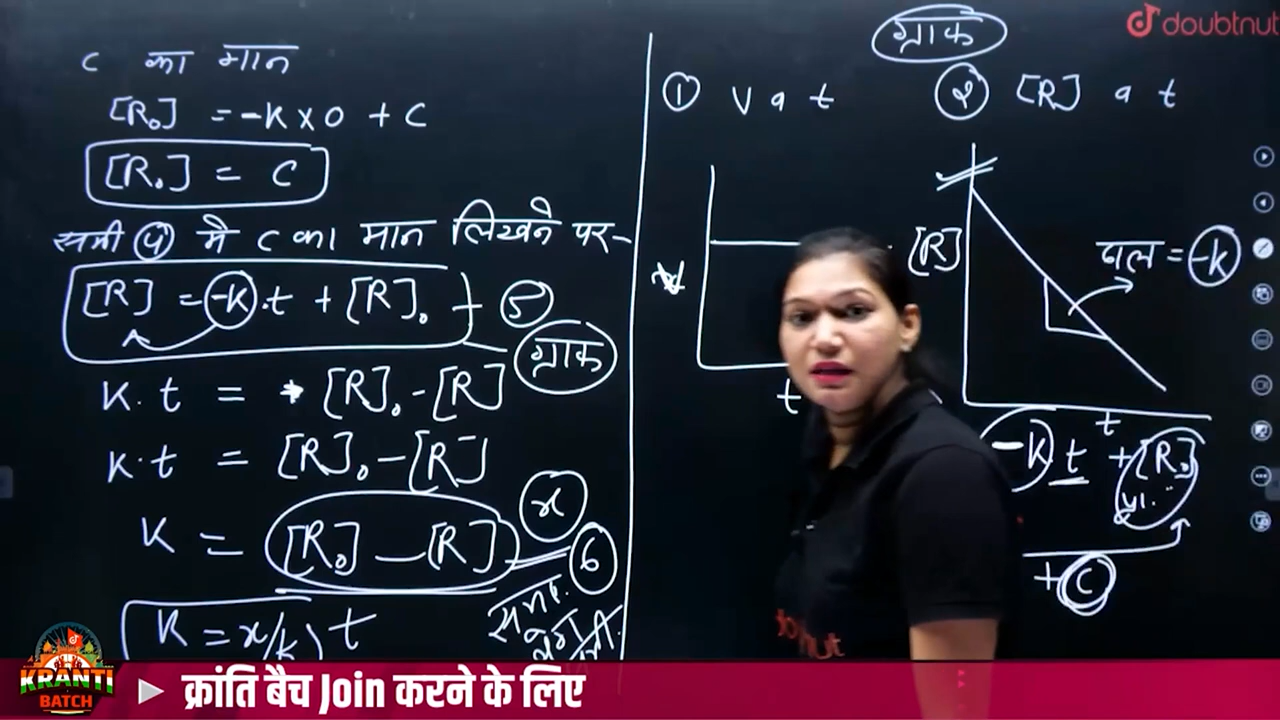 C का मान
[R₀] = -K × 0 + C
[R₀] = C
समी ④ मे C का मान लिखने पर-
[R] = -K.t + [R]₀ - ⑤
ग्राफ
K.t = [R]₀ - [R]
K.t = [R]₀ - [R]
K = [R₀] - [R] x ⑥
K = x/ t
ग्राफ
① V a t
② [R] a t
V
t
[R]
ढाल = -k
t
-k t + [R₀]
+ C
doubtnut
KRANTI
BATCH
क्रांति बैच Join करने के लिए